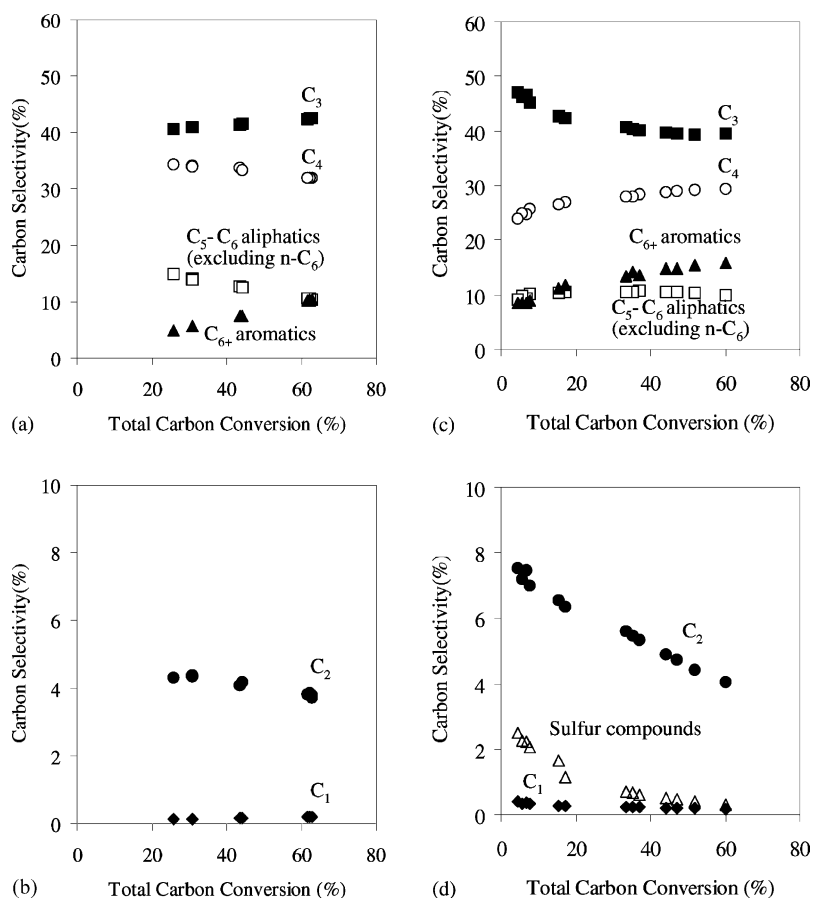 60
50
40
30
20
10
0
Carbon Selectivity(%)
C3
C4
C5- C6 aliphatics
(excluding n-C6)
C6+ aromatics
0 20 40 60 80
(a) Total Carbon Conversion (%)
60
50
40
30
20
10
0
Carbon Selectivity(%)
C3
C4
C6+ aromatics
C5- C6 aliphatics
(excluding n-C6)
0 20 40 60 80
(c) Total Carbon Conversion (%)
10
8
6
4
2
0
Carbon Selectivity(%)
C2
C1
0 20 40 60 80
(b) Total Carbon Conversion (%)
10
8
6
4
2
0
Carbon Selectivity(%)
C2
Sulfur compounds
C1
0 20 40 60 80
(d) Total Carbon Conversion (%)